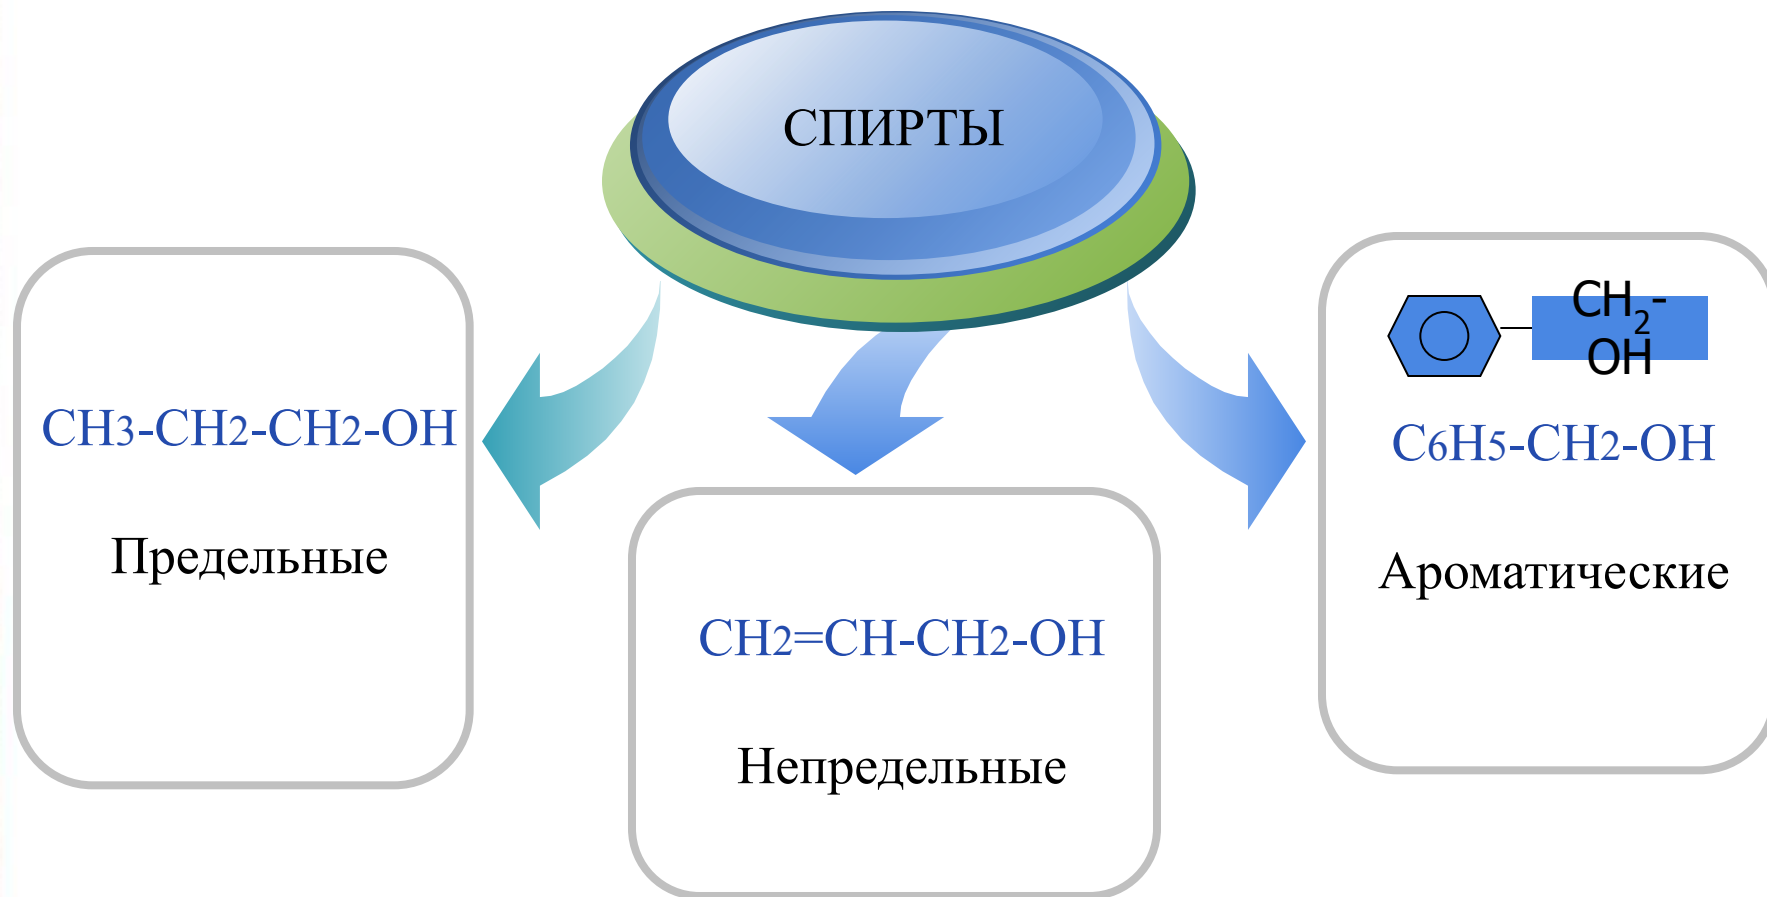 СПИРТЫ
CH3-CH2-CH2-OH
Предельные
CH2=CH-CH2-OH
Непредельные
CH2-
OH
C6H5-CH2-OH
Ароматические